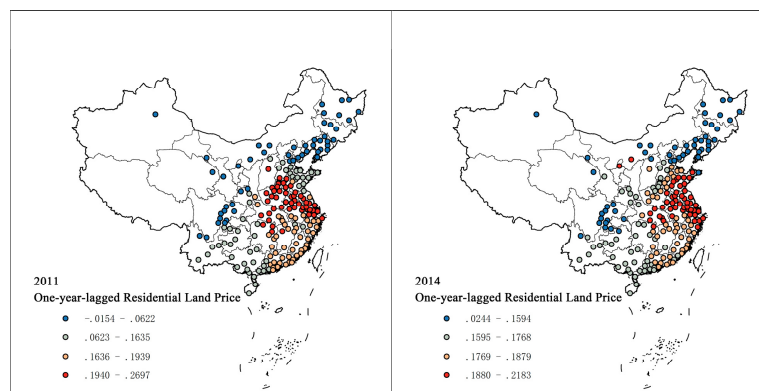 2011
One-year-lagged Residential Land Price
-.0154 - .0622
.0623 - .1635
.1636 - .1939
.1940 - .2697
2014
One-year-lagged Residential Land Price
.0244 - .1594
.1595 - .1768
.1769 - .1879
.1880 - .2183